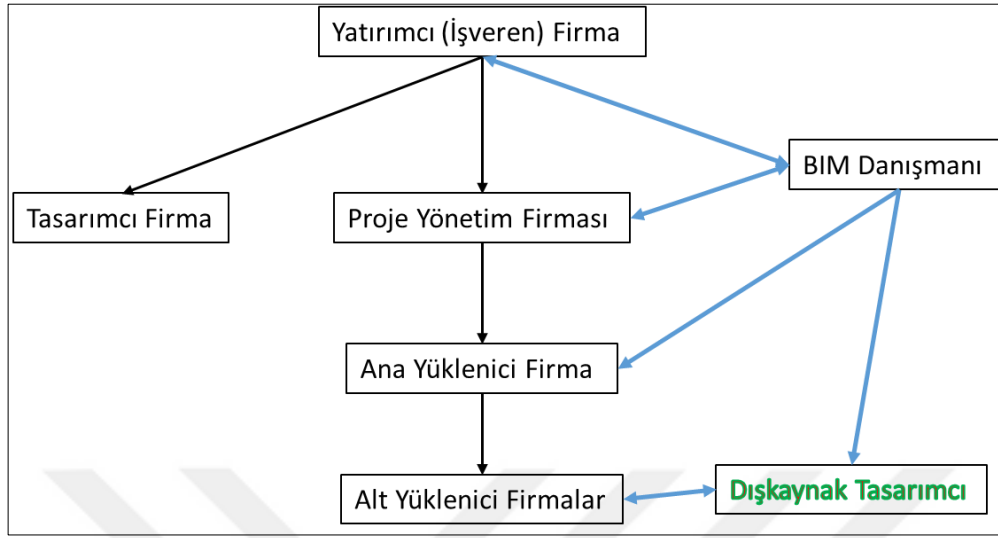 Yatırımcı (İşveren) Firma
BIM Danışmanı
Tasarımcı Firma
Proje Yönetim Firması
Ana Yüklenici Firma
Alt Yüklenici Firmalar
Dışkaynak Tasarımcı